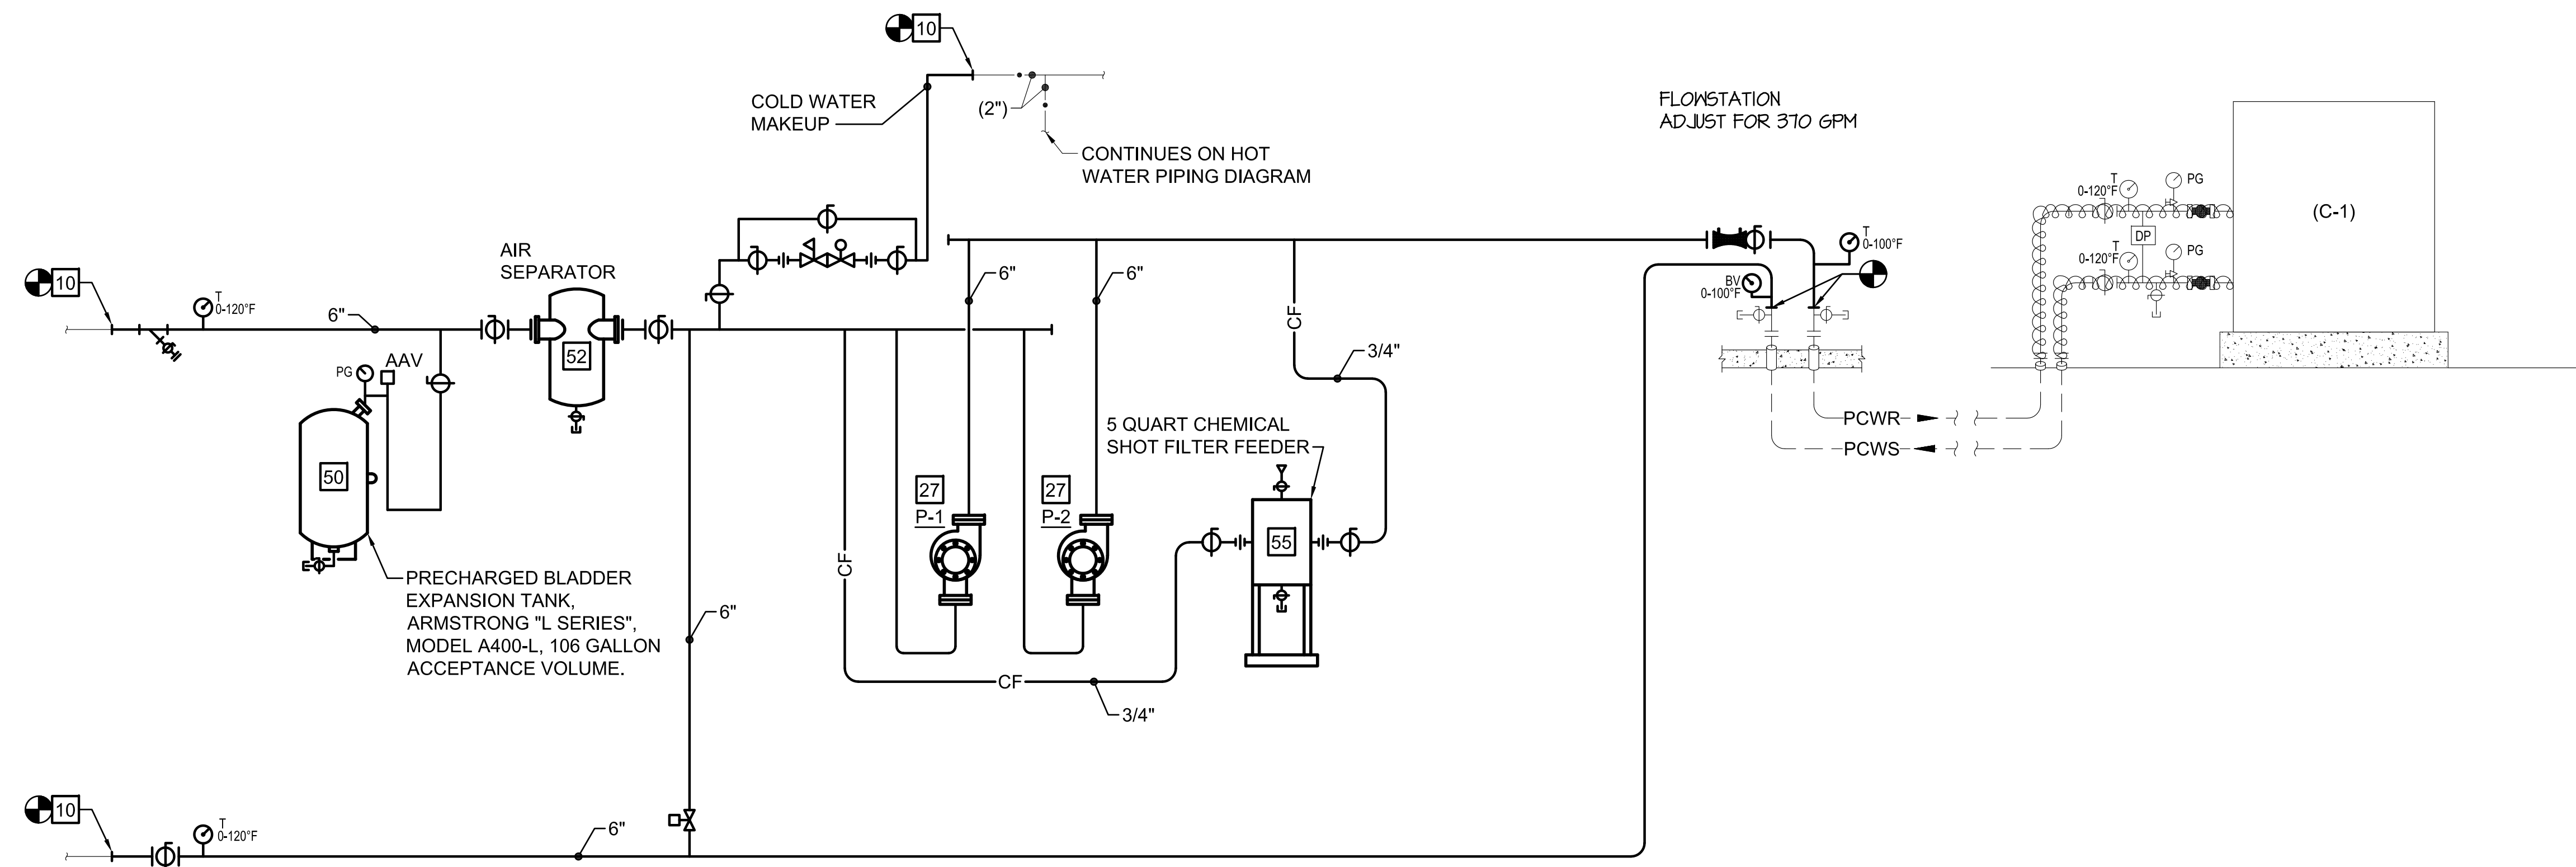 10
COLD WATER
MAKEUP
(2")
CONTINUES ON HOT
WATER PIPING DIAGRAM
FLOWSTATION
ADJUST FOR 370 GPM
T
0-120°F
PG
(C-1)
DP
T
0-120°F
PG
AIR
SEPARATOR
6"
6"
T
0-100°F
BV
0-100°F
10
T
0-120°F
6"
52
CF
3/4"
PG
AAV
50
5 QUART CHEMICAL
SHOT FILTER FEEDER
PCWR
PCWS
27
P-1
27
P-2
55
CF
PRECHARGED BLADDER
EXPANSION TANK,
ARMSTRONG "L SERIES",
MODEL A400-L, 106 GALLON
ACCEPTANCE VOLUME.
6"
CF
3/4"
10
T
0-120°F
6"